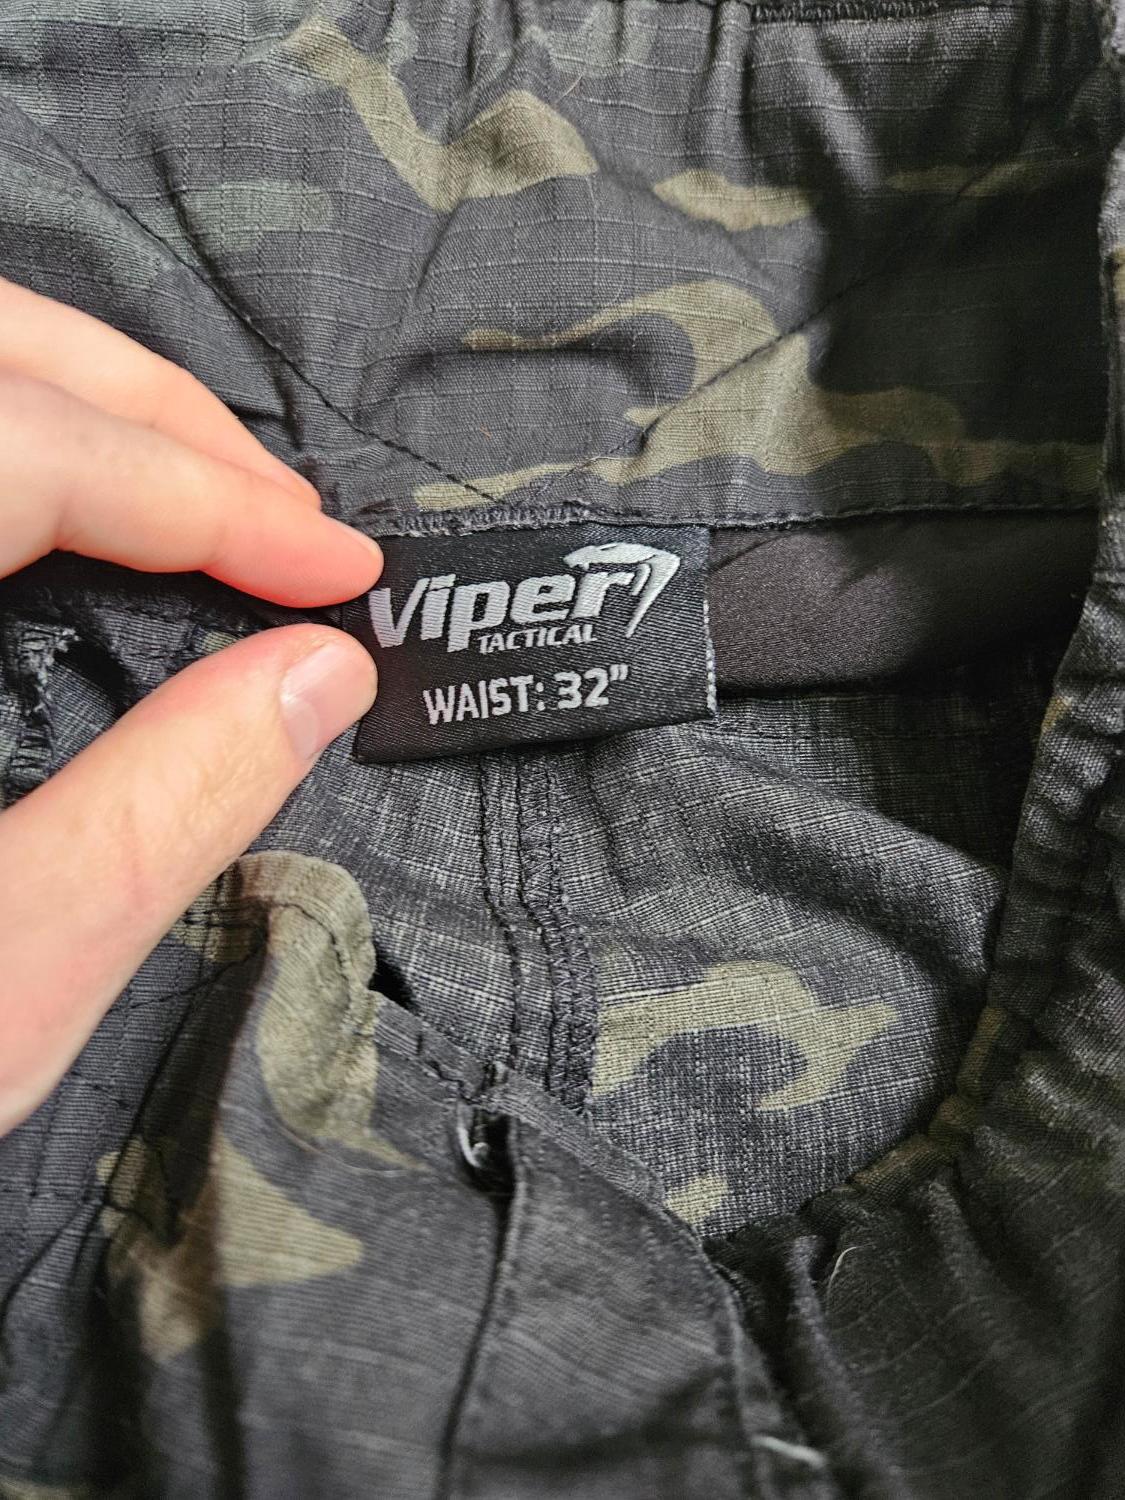 Viper
TACTICAL
WAIST: 32"